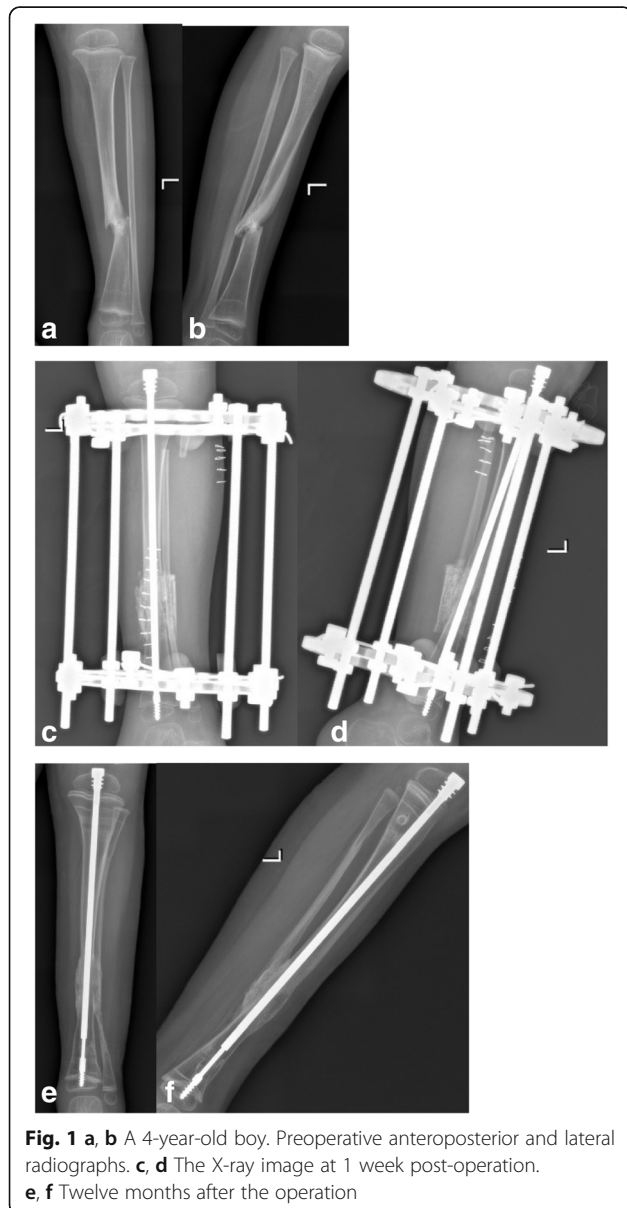 a
b
L
L
c
d
L
L
e
f
L
Fig. 1 a, b A 4-year-old boy. Preoperative anteroposterior and lateral
radiographs. c, d The X-ray image at 1 week post-operation.
e, f Twelve months after the operation